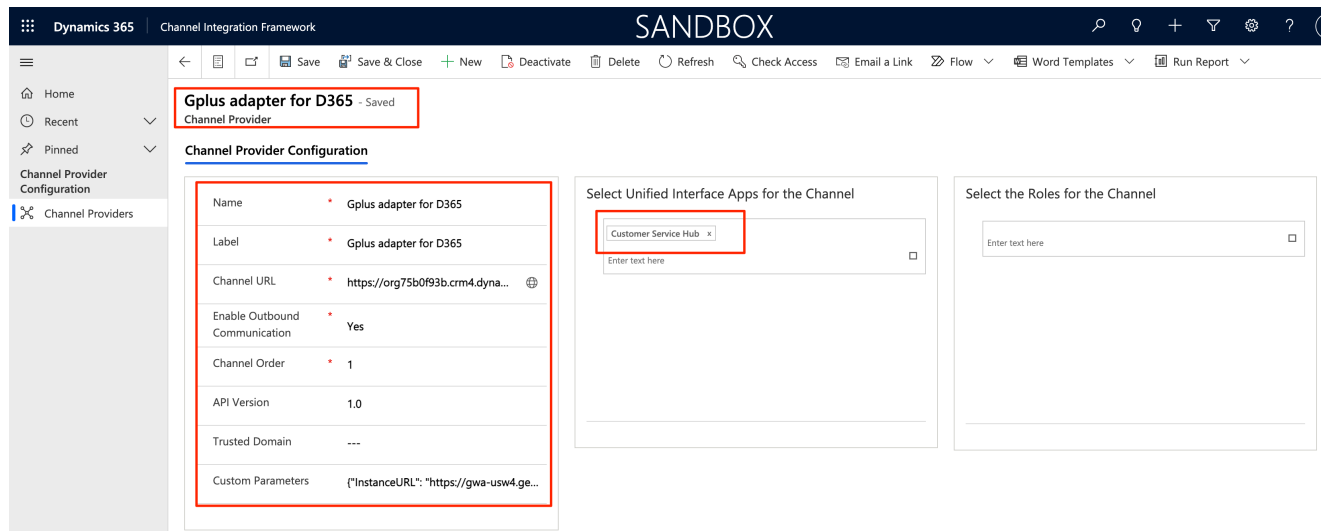 Dynamics 365 Channel Integration Framework SANDBOX ?
Save Save & Close New Deactivate Delete Refresh Check Access Email a Link Flow Word Templates Run Report
Home
Recent
Pinned
Channel Provider
Configuration
Channel Providers
Gplus adapter for D365 - Saved
Channel Provider
Channel Provider Configuration
Name * Gplus adapter for D365
Label * Gplus adapter for D365
Channel URL * https://org75b0f93b.crm4.dyna...
Enable Outbound
Communication * Yes
Channel Order * 1
API Version 1.0
Trusted Domain ---
Custom Parameters {"InstanceURL": "https://gwa-usw4.ge...
Select Unified Interface Apps for the Channel
Customer Service Hub x
Enter text here
Select the Roles for the Channel
Enter text here